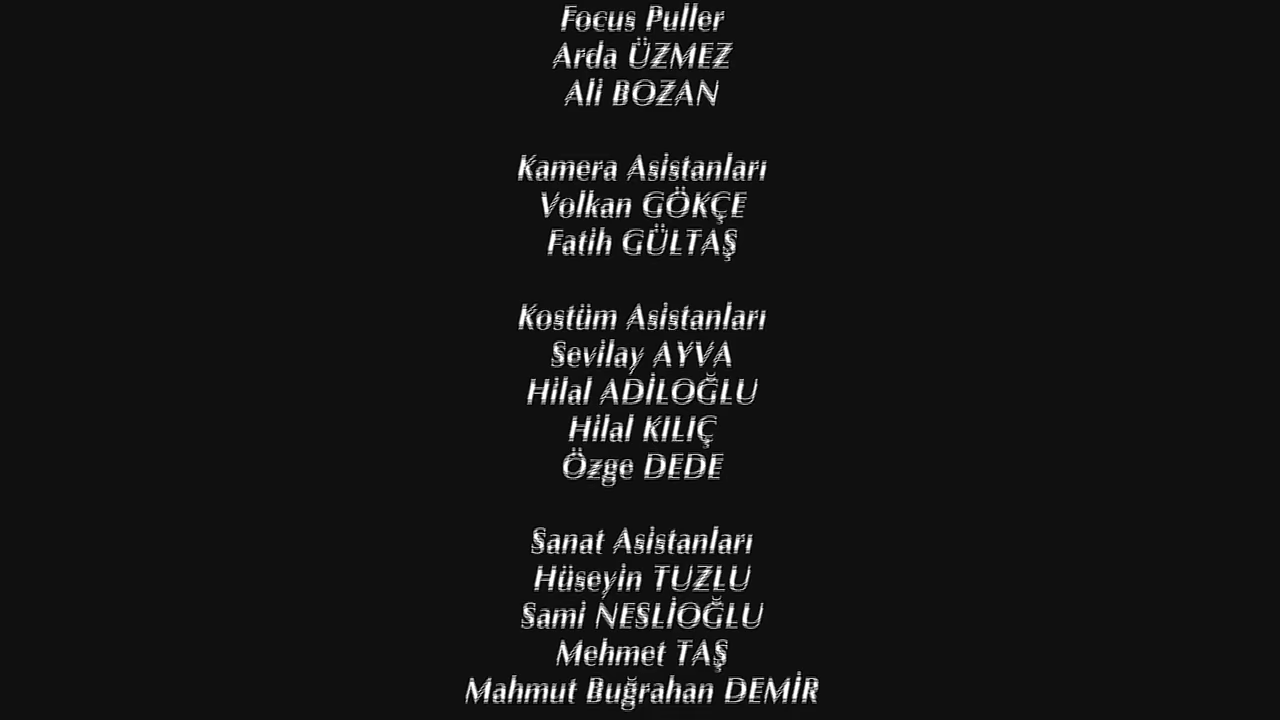 Focus Puller
Arda ÜZMEZ
Ali BOZAN
Kamera Asistanları
Volkan GÖKÇE
Fatih GÜLTAŞ
Kostüm Asistanları
Sevilay AYVA
Hilal ADİLOĞLU
Hilal KILIÇ
Özge DEDE
Sanat Asistanları
Hüseyin TUZLU
Sami NESLİOĞLU
Mehmet TAŞ
Mahmut Buğrahan DEMİR